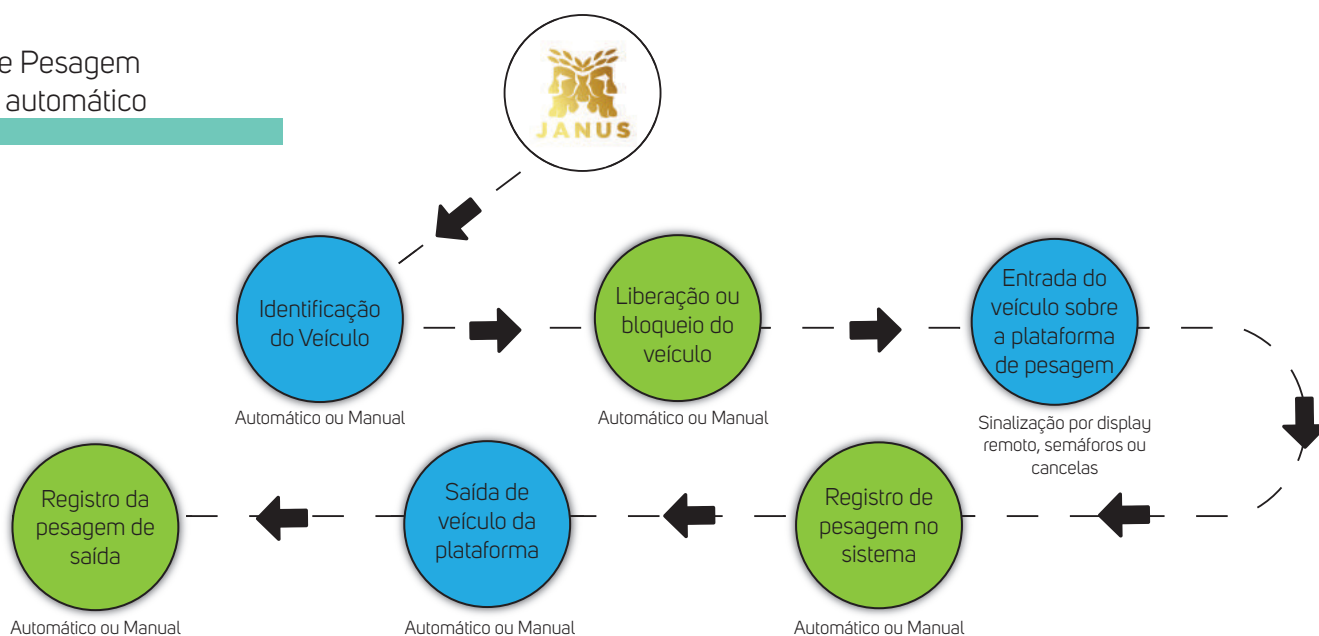 e Pesagem
automático
JANUS
Identificação
do Veículo
Automático ou Manual
Liberação ou
bloqueio do
veículo
Automático ou Manual
Entrada do
veículo sobre
a plataforma
de pesagem
Sinalização por display
remoto, semáforos ou
cancelas
Registro de
pesagem no
sistema
Automático ou Manual
Saída de
veículo da
plataforma
Automático ou Manual
Registro da
pesagem de
saída
Automático ou Manual